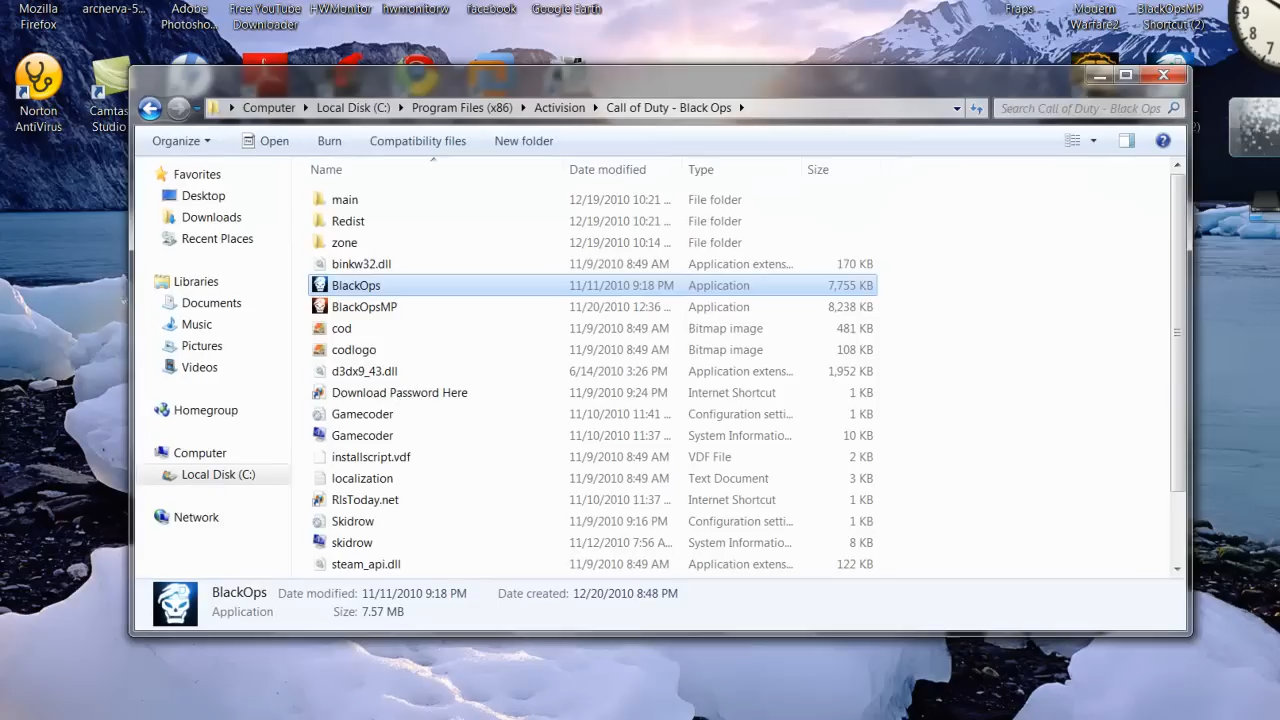 Mozilla
Firefox
arcnerva-5...
Adobe
Photosho...
Free YouTube
Downloader
HWMonitor
hwmonitorw
facebook
Google Earth
Fraps
Modern
Warfare2
BlackOpsMP
Shortcut (2)
9
8
7
Norton
AntiVirus
Camtas
Studio
2)
Computer
Local Disk (C:)
Program Files (x86)
Activision
Call of Duty - Black Ops
Search Call of Duty - Black Ops
Organize
Open
Burn
Compatibility files
New folder
Name Date modified Type Size
Favorites
Desktop
Downloads
Recent Places
Libraries
Documents
Music
Pictures
Videos
Homegroup
Computer
Local Disk (C:)
Network
main 12/19/2010 10:21 ... File folder
Redist 12/19/2010 10:21 ... File folder
zone 12/19/2010 10:14 ... File folder
binkw32.dll 11/9/2010 8:49 AM Application extens... 170 KB
BlackOps 11/11/2010 9:18 PM Application 7,755 KB
BlackOpsMP 11/20/2010 12:36 ... Application 8,238 KB
cod 11/9/2010 8:49 AM Bitmap image 481 KB
codlogo 11/9/2010 8:49 AM Bitmap image 108 KB
d3dx9_43.dll 6/14/2010 3:26 PM Application extens... 1,952 KB
Download Password Here 11/9/2010 9:24 PM Internet Shortcut 1 KB
Gamecoder 11/10/2010 11:41 ... Configuration setti... 1 KB
Gamecoder 11/10/2010 11:37 ... System Informatio... 10 KB
installscript.vdf 11/9/2010 8:49 AM VDF File 2 KB
localization 11/9/2010 8:49 AM Text Document 3 KB
RlsToday.net 11/10/2010 11:37 ... Internet Shortcut 1 KB
Skidrow 11/9/2010 9:16 PM Configuration setti... 1 KB
skidrow 11/12/2010 7:56 A... System Informatio... 8 KB
steam_api.dll 11/9/2010 8:49 AM Application extens... 122 KB
BlackOps Date modified: 11/11/2010 9:18 PM Date created: 12/20/2010 8:48 PM
Application Size: 7.57 MB